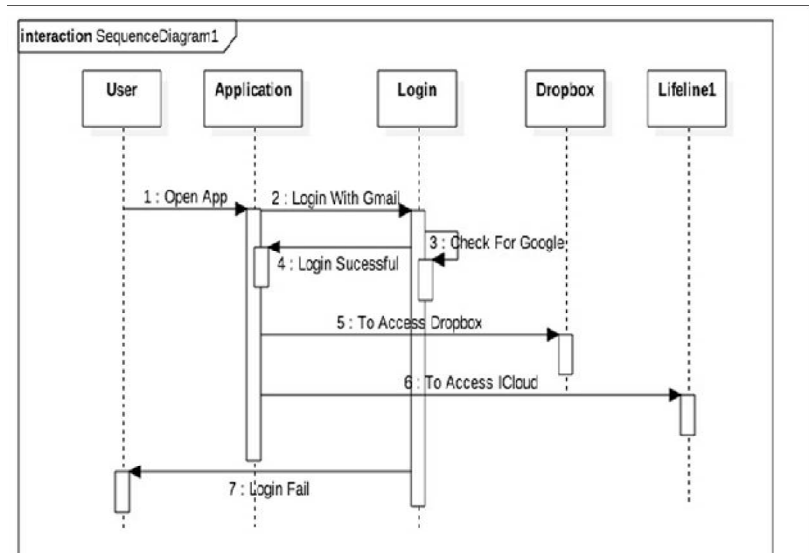 interaction SequenceDiagram1
User
Application
Login
Dropbox
Lifeline1
1 : Open App
2 : Login With Gmail
3 : Check For Google
4 : Login Sucessful
5 : To Access Dropbox
6 : To Access ICloud
7 : Login Fail